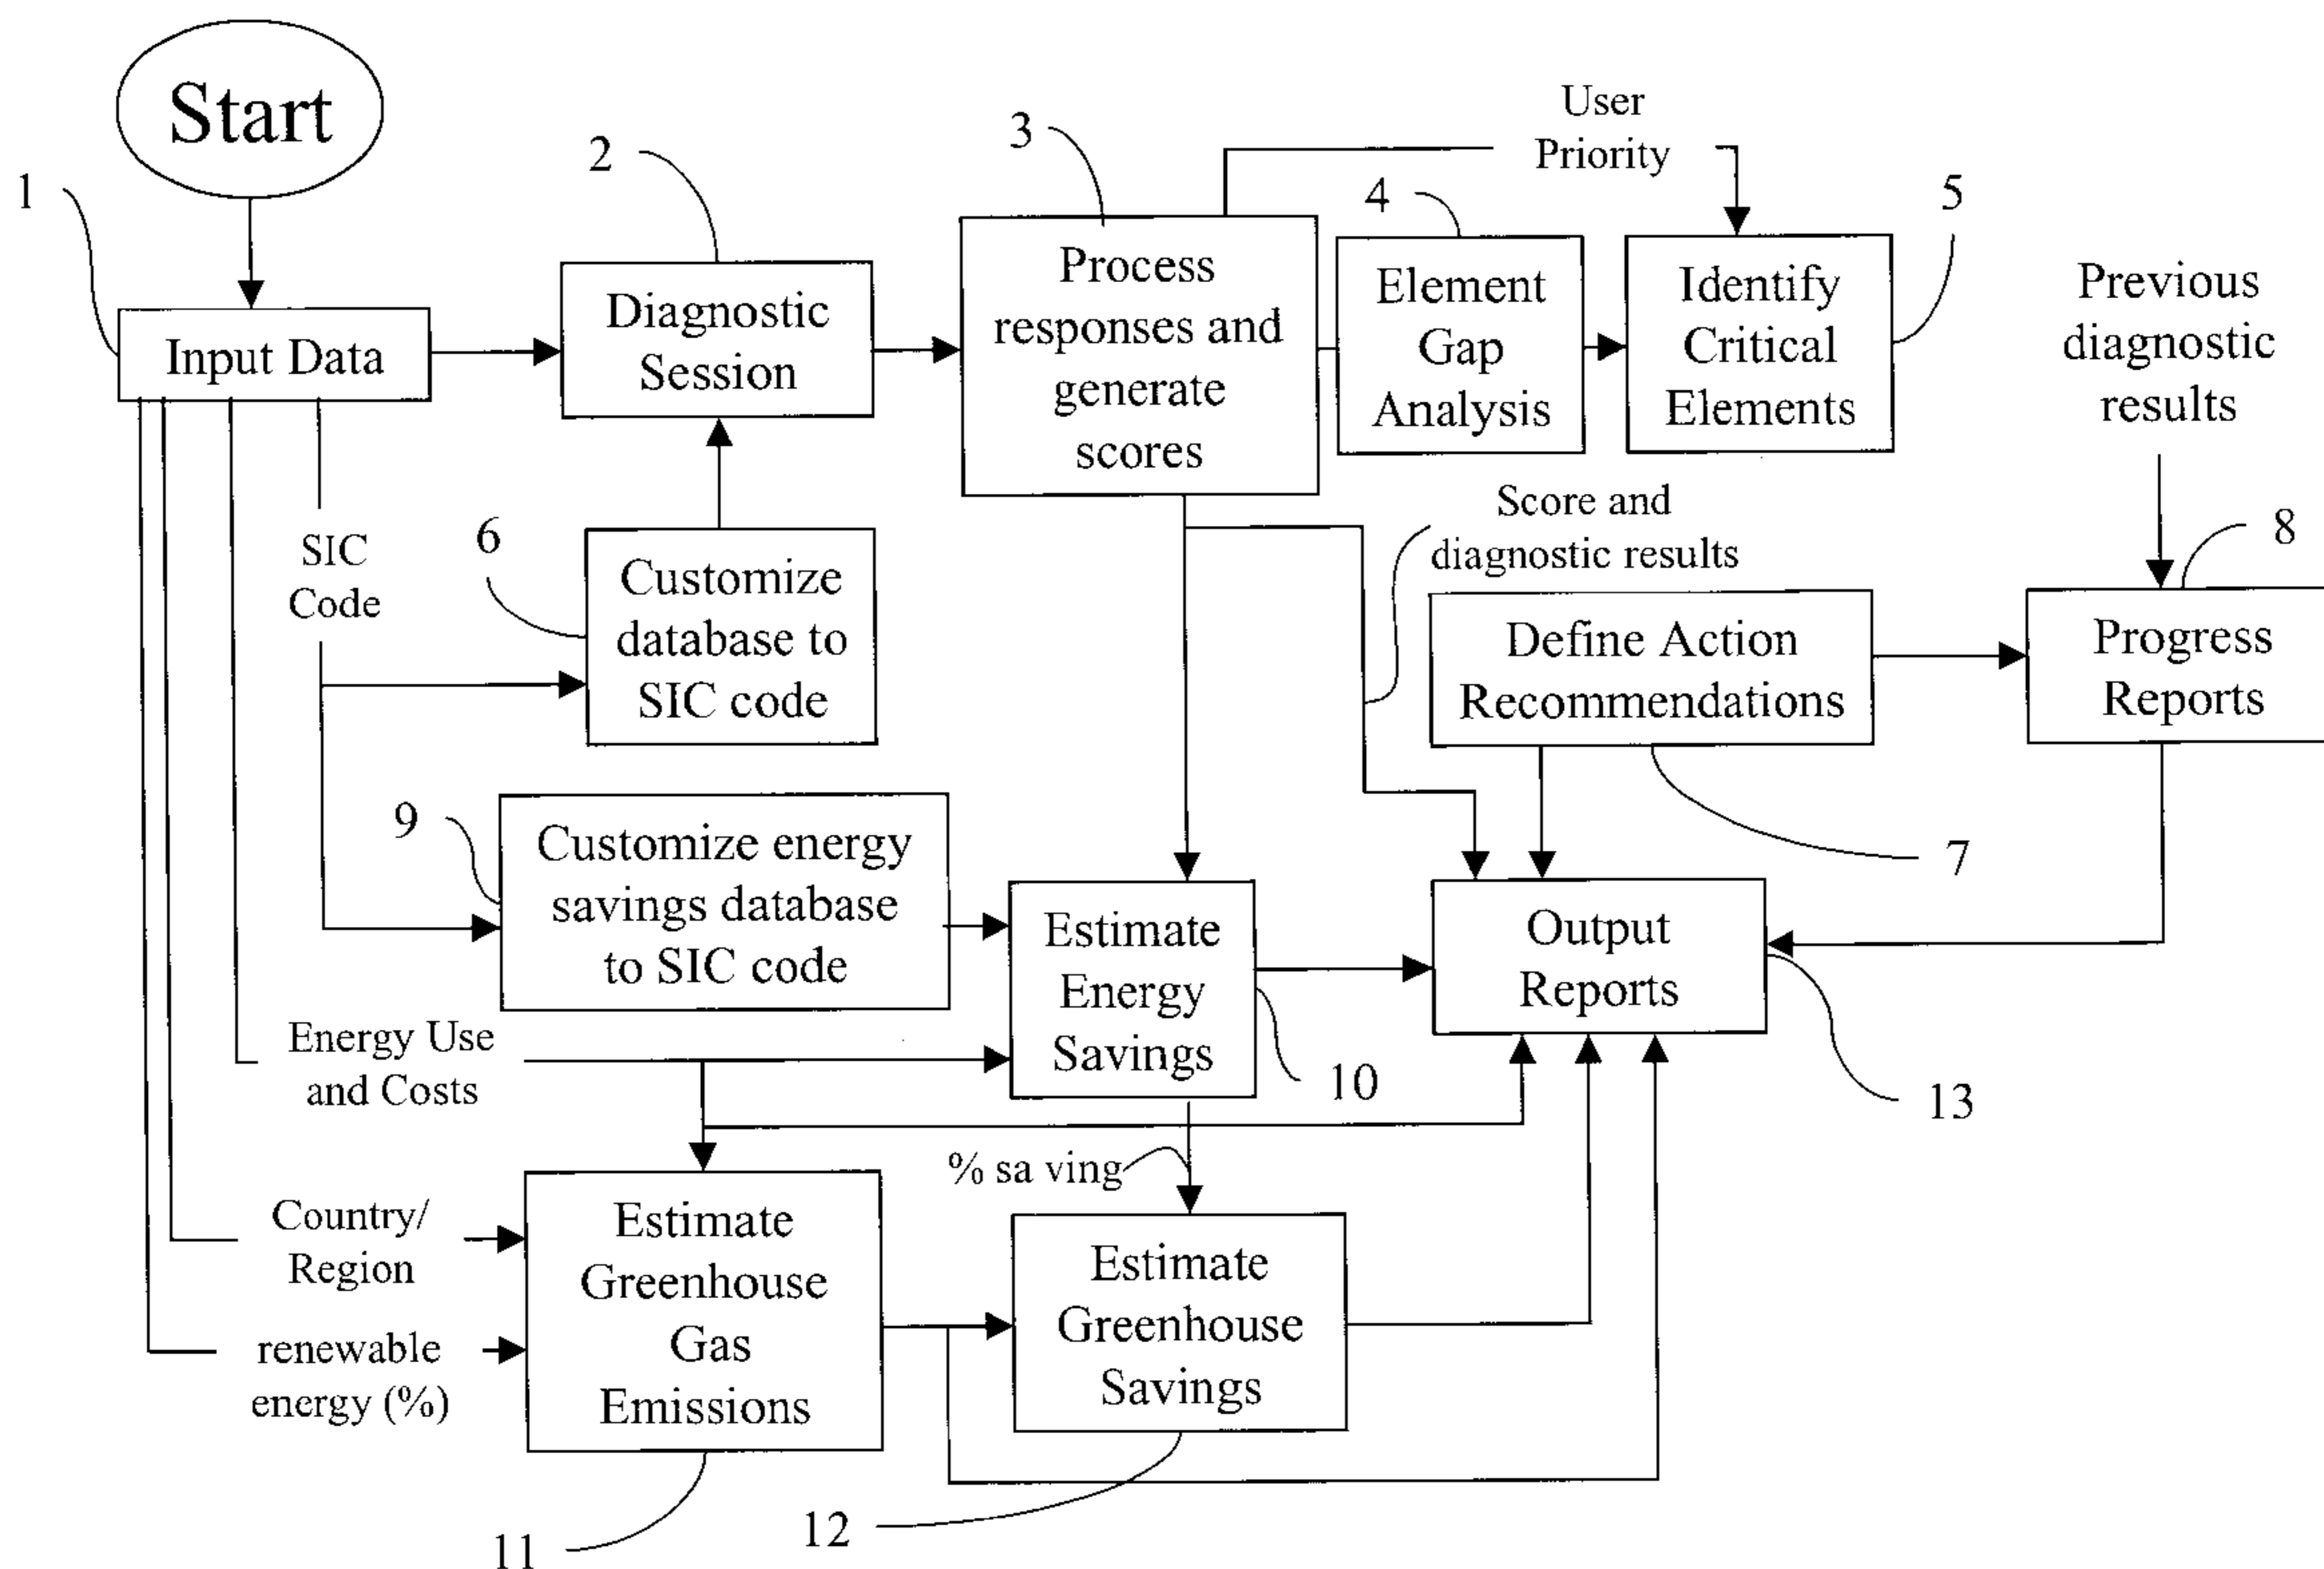 Start
1
Input Data
2
Diagnostic
Session
3
Process
responses and
generate
scores
User
Priority
4
Element
Gap
Analysis
5
Identify
Critical
Elements
Previous
diagnostic
results
SIC
Code
6
Customize
database to
SIC code
Score and
diagnostic results
Define Action
Recommendations
7
8
Progress
Reports
9
Customize energy
savings database
to SIC code
Estimate
Energy
Savings
10
Output
Reports
13
Energy Use
and Costs
% sa ving
Country/
Region
renewable
energy (%)
Estimate
Greenhouse
Gas
Emissions
11
Estimate
Greenhouse
Savings
12